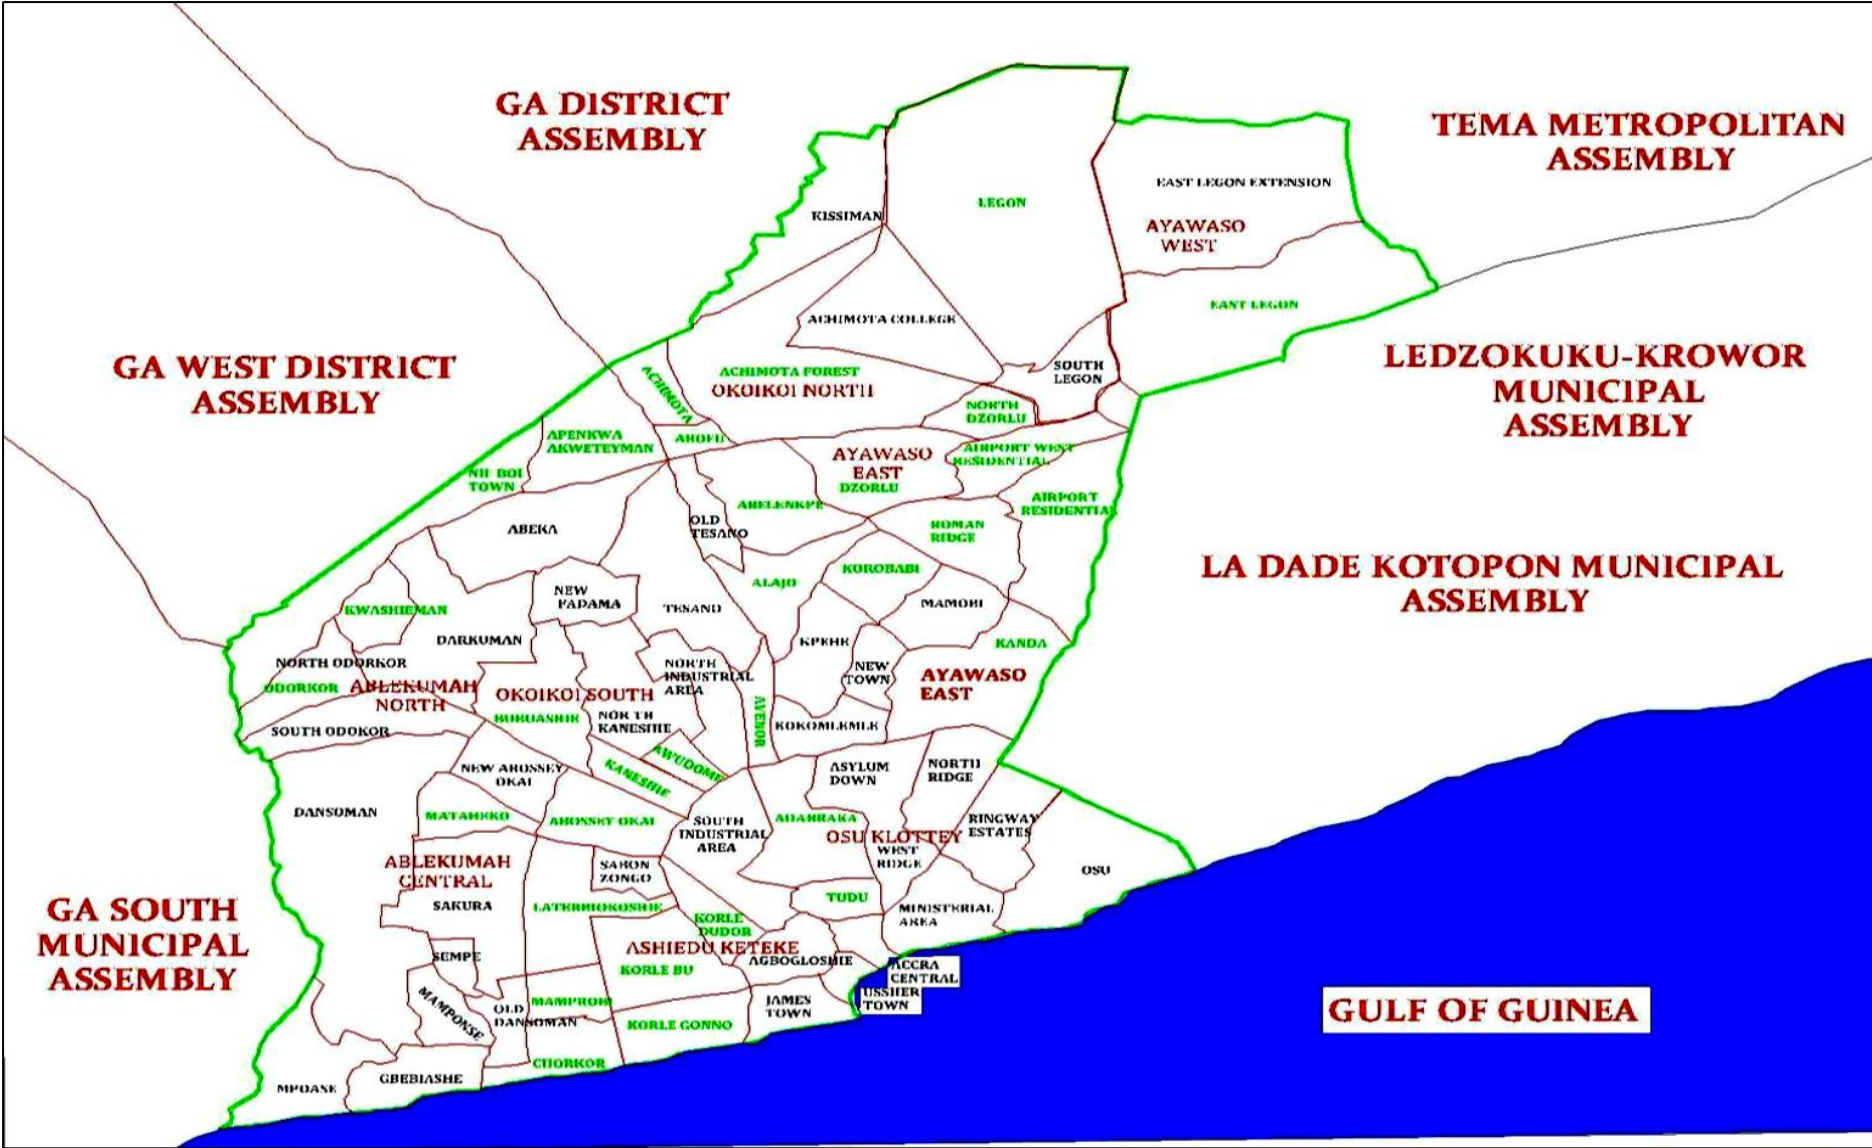 GA DISTRICT
ASSEMBLY
TEMA METROPOLITAN
ASSEMBLY
EAST LEGON EXTENSION
LEGON
KISSIMAN
AYAWASO
WEST
EAST LEGON
ACHIMOTA COLLEGE
GA WEST DISTRICT
ASSEMBLY
LEDZOKUKU-KROWOR
MUNICIPAL
ASSEMBLY
SOUTH
LEGON
ACHIMOTA FOREST
OKOIKOI NORTH
ACHIMOTA
NORTH
DZORLU
APENKWA
AKWETEYMAN
ABOFU
AYAWASO
EAST
DZORLU
AIRPORT WEST
RESIDENTIAL
NII BOI
TOWN
AIRPORT
RESIDENTIAL
ABELENKPE
ABEKA
OLD
TESANO
ROMAN
RIDGE
LA DADE KOTOPON MUNICIPAL
ASSEMBLY
ALAJO
KOROBABI
NEW
FADAMA
TESANO
MAMOBI
KWASHIEMAN
DARKUMAN
KPEHE
KANDA
NORTH ODORKOR
NORTH
INDUSTRIAL
AREA
NEW
TOWN
AYAWASO
EAST
ODORKOR
ABLEKUMAH
NORTH
OKOIKOI SOUTH
BUBUASHIE
NORTH
KANESHIE
AVENOR
KOKOMLEMLE
SOUTH ODOKOR
AWUDOME
KANESHIE
NEW ABOSSEY
OKAI
ASYLUM
DOWN
NORTH
RIDGE
DANSOMAN
MATAHEKO
ABOSSEY OKAI
SOUTH
INDUSTRIAL
AREA
ADABRAKA
RINGWAY
ESTATES
OSU KLOTTEY
WEST
RIDGE
ABLEKUMAH
CENTRAL
SABON
ZONGO
OSU
TUDU
SAKURA
LATERBIOKOSHIE
MINISTERIAL
AREA
GA SOUTH
MUNICIPAL
ASSEMBLY
KORLE
DUDOR
ASHIEDU KETEKE
SEMPE
AGBOGLOSHIE
KORLE BU
ACCRA
CENTRAL
USSHER
TOWN
MAMPONSE
OLD
DANSOMAN
MAMPROBI
JAMES
TOWN
GULF OF GUINEA
KORLE GONNO
CHORKOR
GBEBIASHE
MPOASE